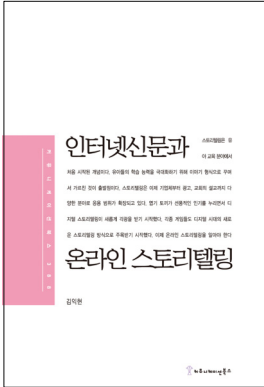 인터넷신문과
스토리텔링은 유
아 교육 분야에서
처음 시작된 개념이다. 유아들의 학습 능력을 극대화하기 위해 이야기 형식으로 꾸며
서 가르친 것이 출발점이다. 스토리텔링은 이제 기업체부터 광고, 교회의 설교까지 다
양한 분야로 응용 범위가 확장되고 있다. 엽기 토끼가 선풍적인 인기를 누리면서 디
지털 스토리텔링이 새롭게 각광을 받기 시작했다. 각종 게임들도 디지털 시대의 새로
운 스토리텔링 방식으로 주목받기 시작했다. 이제 온라인 스토리텔링을 말해야 한다
온라인 스토리텔링
김익현
커뮤니케이션북스